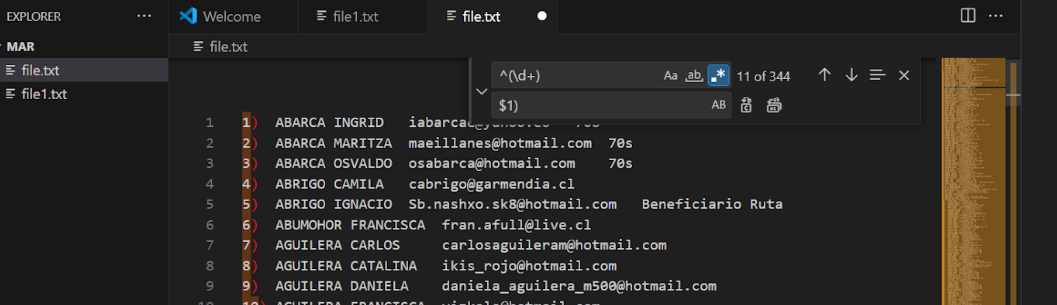 EXPLORER ···
Welcome file1.txt file.txt
MAR
file.txt
file.txt
file1.txt
^(\d+) Aa ab .* 11 of 344
$1) AB
1 1) ABARCA INGRID
2 2) ABARCA MARITZA maeillanes@hotmail.com 70s
3 3) ABARCA OSVALDO osabarca@hotmail.com 70s
4 4) ABRIGO CAMILA cabrigo@garmendia.cl
5 5) ABRIGO IGNACIO Sb.nashxo.sk8@hotmail.com Beneficiario Ruta
6 6) ABUMOHOR FRANCISCA fran.afull@live.cl
7 7) AGUILERA CARLOS carlosaguileram@hotmail.com
8 8) AGUILERA CATALINA ikis_rojo@hotmail.com
9 9) AGUILERA DANIELA daniela_aguilera_m500@hotmail.com
10 10) AGUILERA FRANCISCA